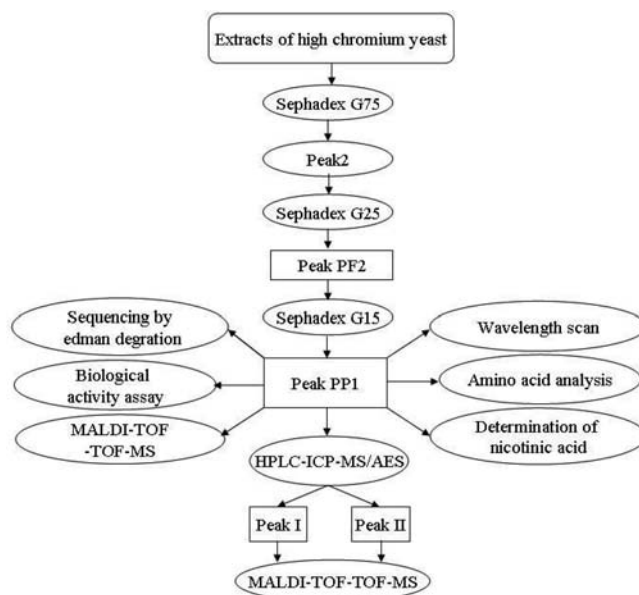 Extracts of high chromium yeast
Sephadex G75
Peak2
Sephadex G25
Peak PF2
Sephadex G15
Sequencing by
edman degration
Wavelength scan
Biological
activity assay
Peak PP1
Amino acid analysis
MALDI-TOF
-TOF-MS
Determination of
nicotinic acid
HPLC-ICP-MS/AES
Peak I
Peak II
MALDI-TOF-TOF-MS